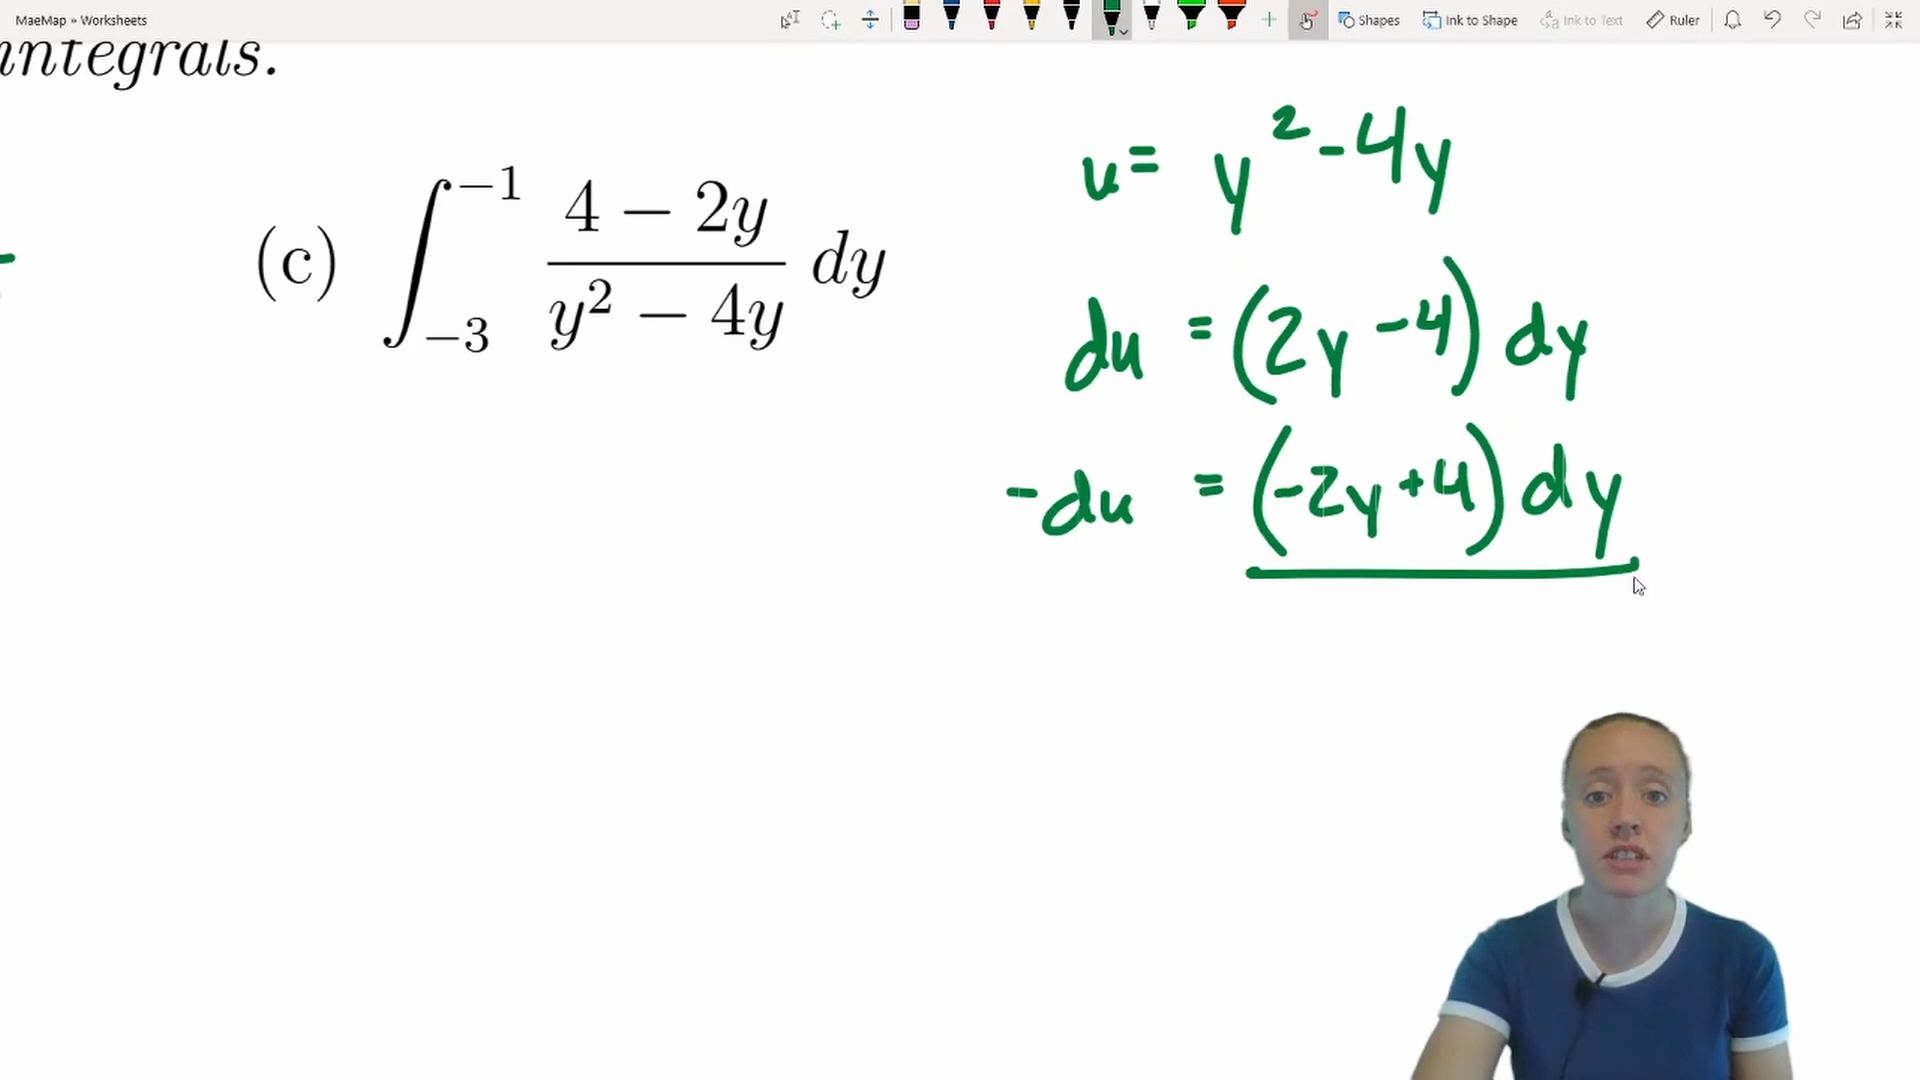 MaeMap » Worksheets
Shapes
Ink to Shape
Ink to Text
Ruler
integrals.
(c) ∫_{-3}^{-1} \frac{4 − 2y}{y² − 4y} dy
u = y² - 4y
du = (2y - 4) dy
-du = (-2y + 4) dy